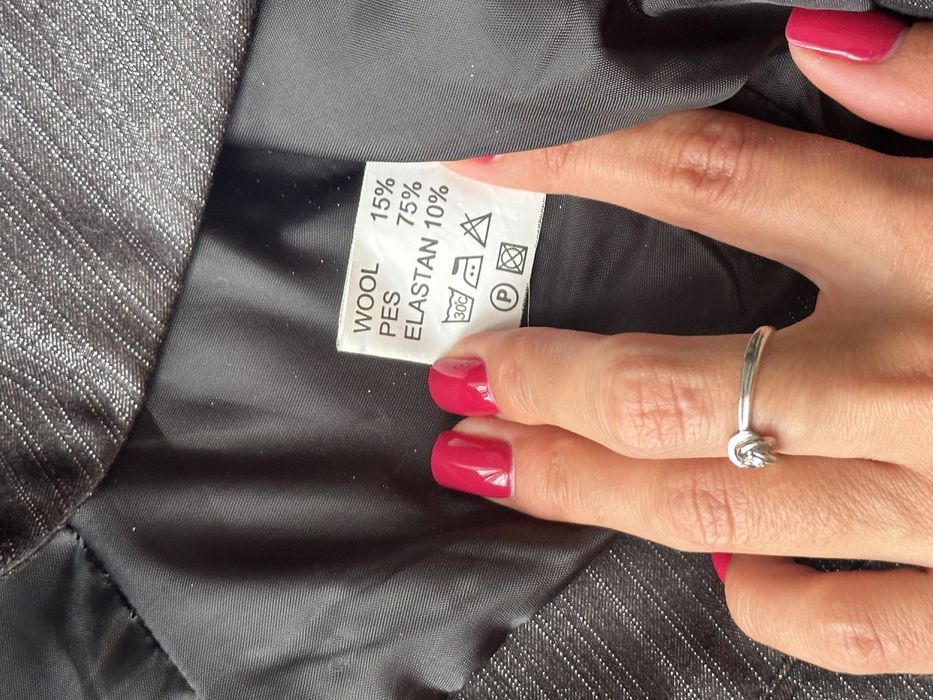 WOOL 15%
PES 75%
ELASTAN 10%
30c
P